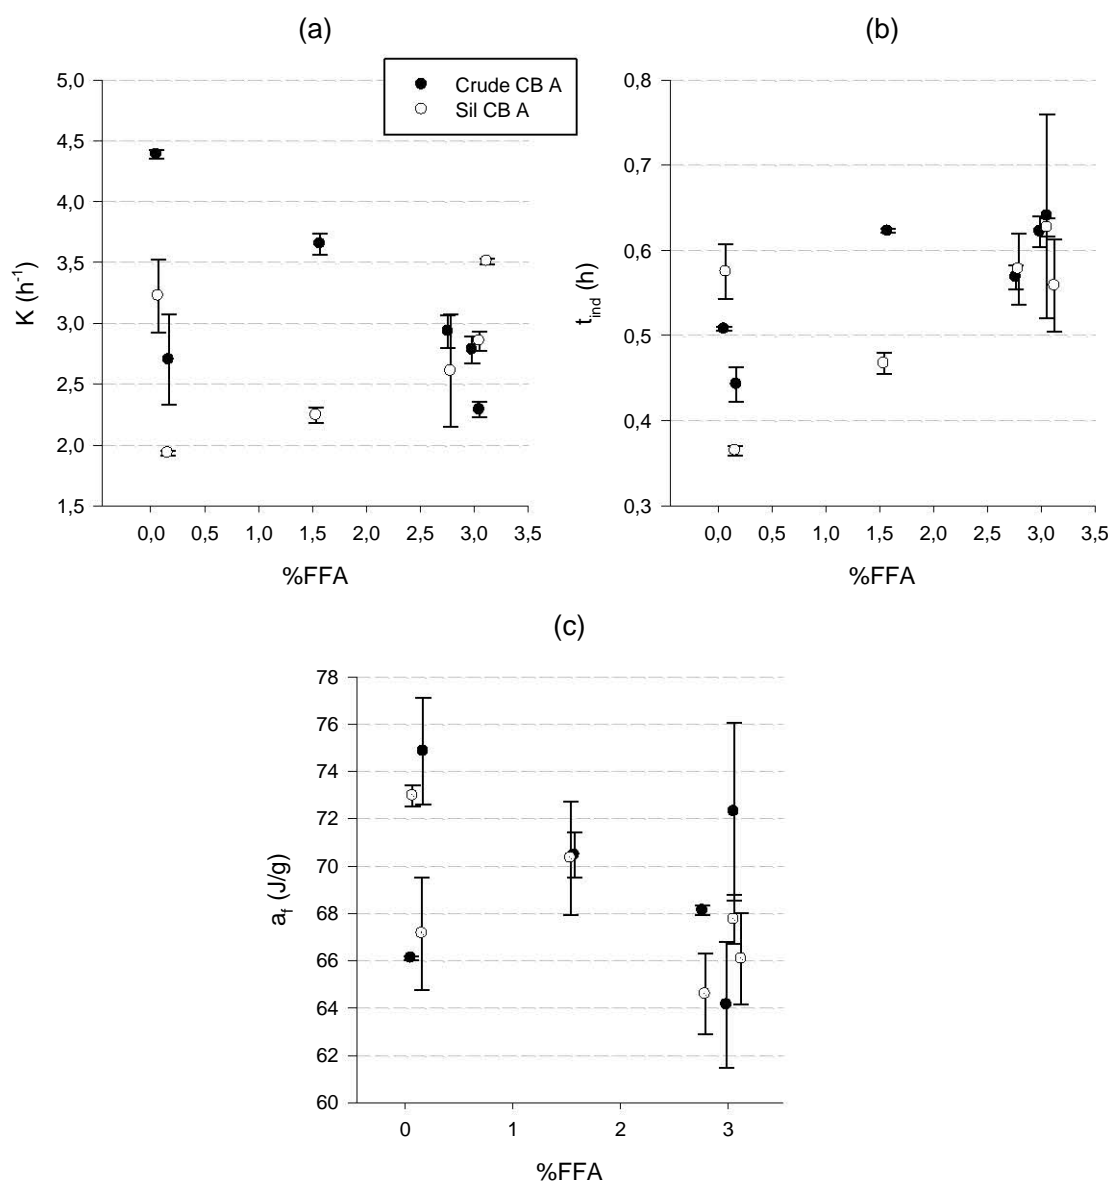 (a)
(b)
5,0
4,5
4,0
3,5
3,0
2,5
2,0
1,5
K (h⁻¹)
0,0 0,5 1,0 1,5 2,0 2,5 3,0 3,5
%FFA
Crude CB A
Sil CB A
0,8
0,7
0,6
0,5
0,4
0,3
t_ind (h)
0,0 0,5 1,0 1,5 2,0 2,5 3,0 3,5
%FFA
(c)
78
76
74
72
70
68
66
64
62
60
a_f (J/g)
0 1 2 3
%FFA